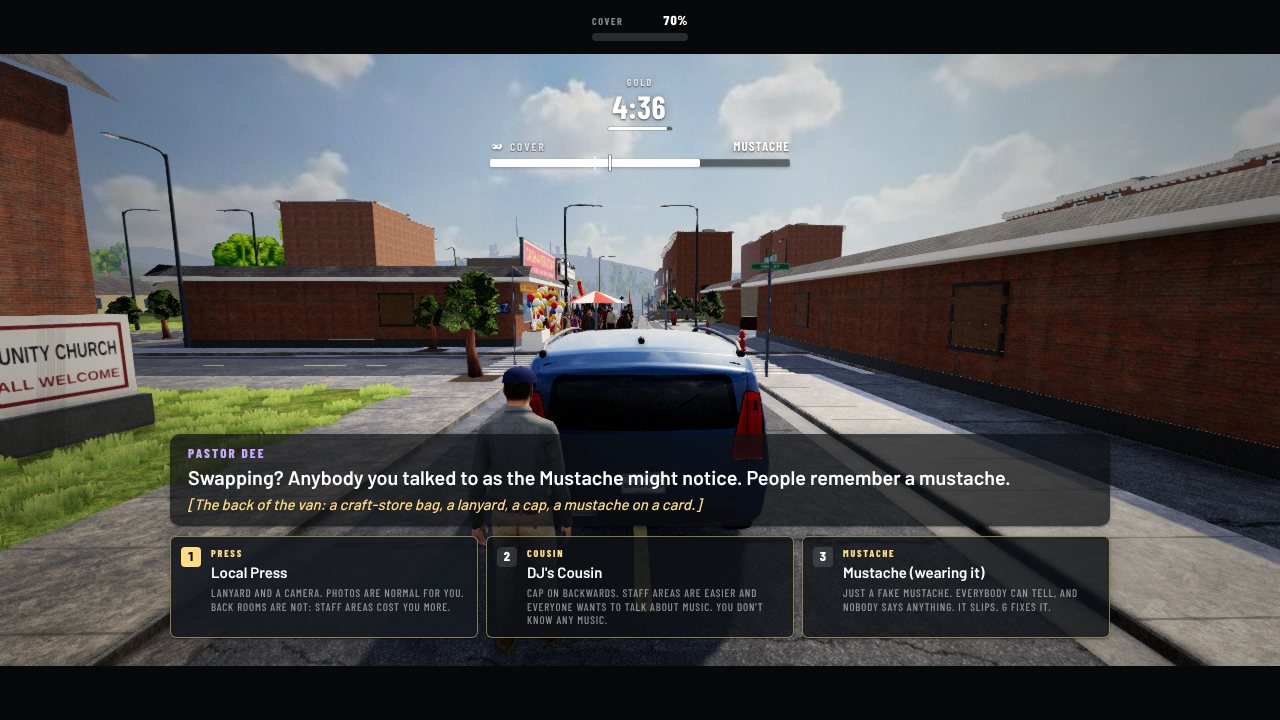 COVER 70%
GOLD
4:36
COVER MUSTACHE
UNITY CHURCH
ALL WELCOME
PASTOR DEE
Swapping? Anybody you talked to as the Mustache might notice. People remember a mustache.
[The back of the van: a craft-store bag, a lanyard, a cap, a mustache on a card.]
1 PRESS
Local Press
LANYARD AND A CAMERA. PHOTOS ARE NORMAL FOR YOU.
BACK ROOMS ARE NOT: STAFF AREAS COST YOU MORE.
2 COUSIN
DJ's Cousin
CAP ON BACKWARDS. STAFF AREAS ARE EASIER AND
EVERYONE WANTS TO TALK ABOUT MUSIC. YOU DON'T
KNOW ANY MUSIC.
3 MUSTACHE
Mustache (wearing it)
JUST A FAKE MUSTACHE. EVERYBODY CAN TELL, AND
NOBODY SAYS ANYTHING. IT SLIPS. G FIXES IT.